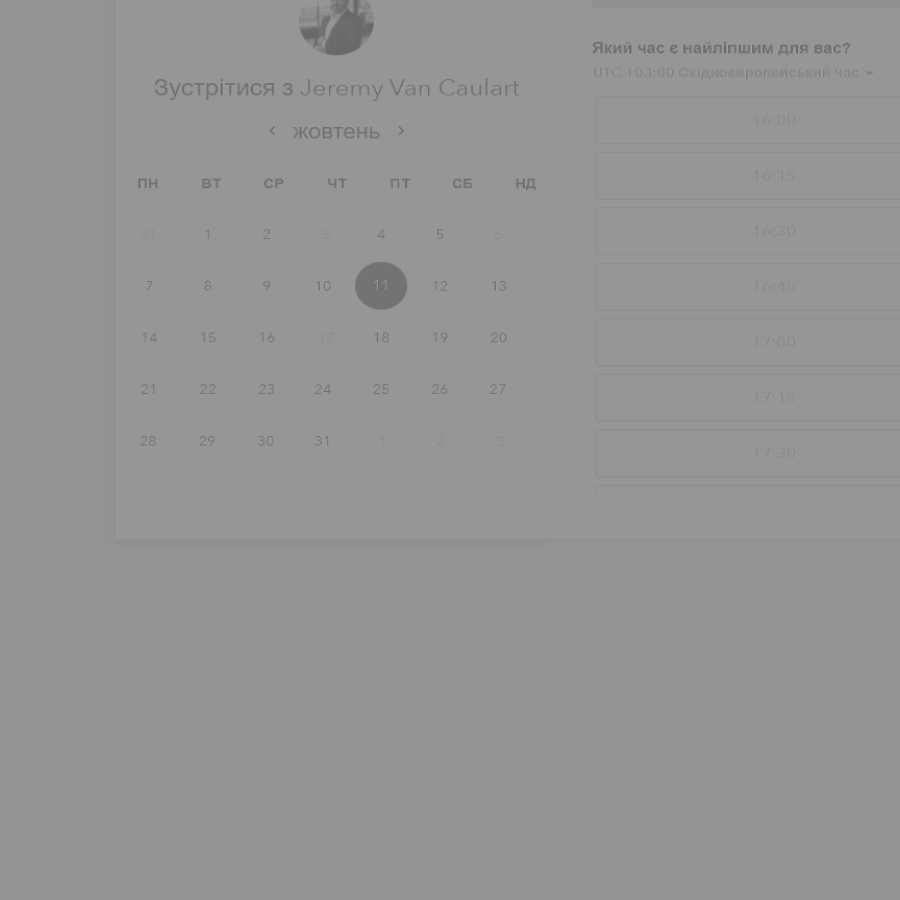 Зустрітися з Jeremy Van Caulart
жовтень
ПН ВТ СР ЧТ ПТ СБ НД
31 1 2 3 4 5 6
7 8 9 10 11 12 13
14 15 16 17 18 19 20
21 22 23 24 25 26 27
28 29 30 31 1 2 3
Який час є найліпшим для вас?
UTC +03:00 Східноєвропейський час
16:00
16:15
16:30
16:45
17:00
17:15
17:30